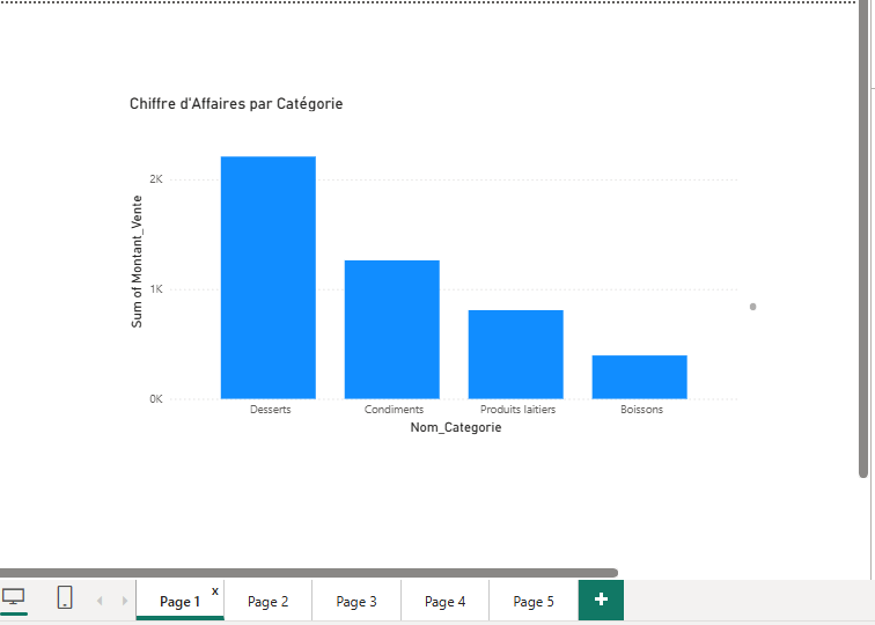 Chiffre d'Affaires par Catégorie
2K
1K
0K
Sum of Montant_Vente
Desserts Condiments Produits laitiers Boissons
Nom_Categorie
Page 1 x Page 2 Page 3 Page 4 Page 5 +